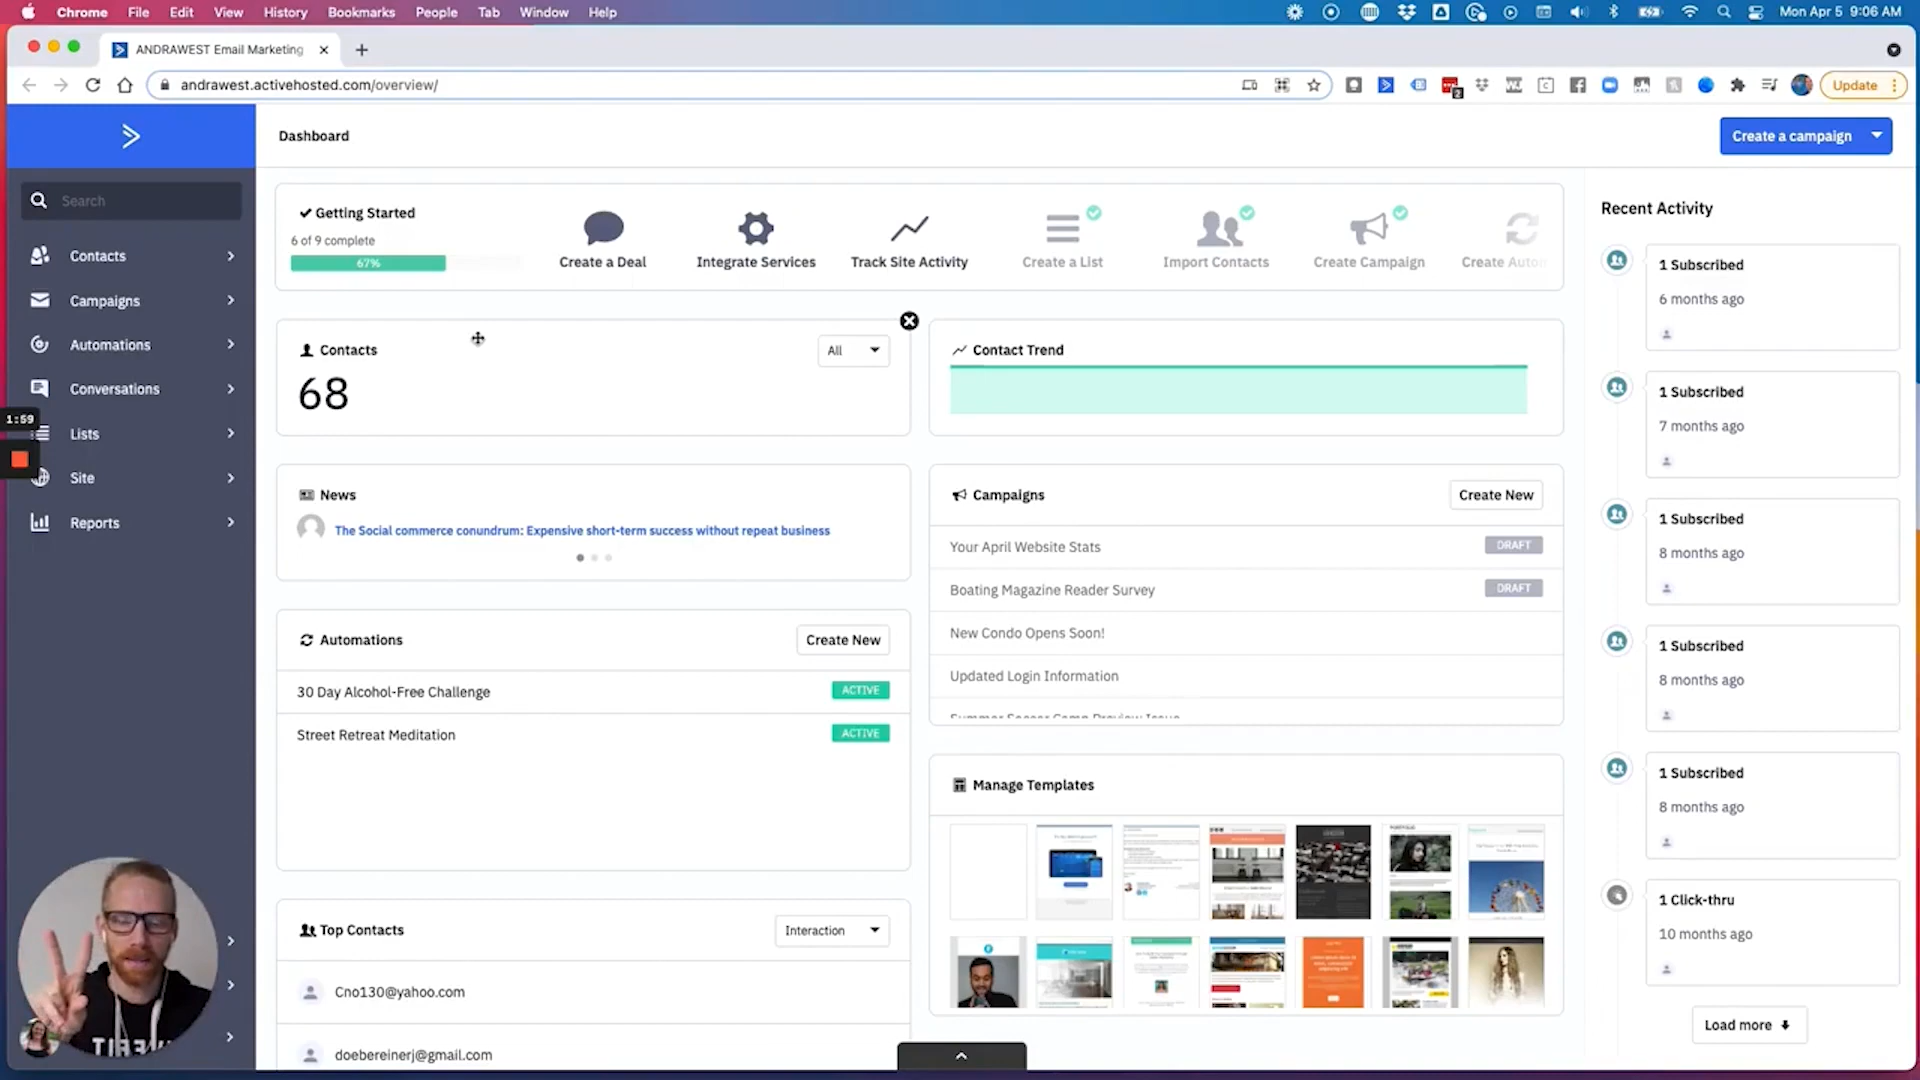 Chrome File Edit View History Bookmarks People Tab Window Help
Mon Apr 5 9:06 AM
ANDRAWEST Email Marketing
andrawest.activehosted.com/overview/
2
Update
Dashboard
Create a campaign
Search
Contacts
Campaigns
Automations
Conversations
1:59
Lists
Site
Reports
Getting Started
6 of 9 complete
67%
Create a Deal
Integrate Services
Track Site Activity
Create a List
Import Contacts
Create Campaign
Create Auto
Contacts
All
68
Contact Trend
News
The Social commerce conundrum: Expensive short-term success without repeat business
Campaigns
Create New
Your April Website Stats
DRAFT
Boating Magazine Reader Survey
DRAFT
New Condo Opens Soon!
Updated Login Information
Summer Soccer Camp Preview Issue
Automations
Create New
30 Day Alcohol-Free Challenge
ACTIVE
Street Retreat Meditation
ACTIVE
Manage Templates
Top Contacts
Interaction
Cno130@yahoo.com
doebereinerj@gmail.com
Recent Activity
1 Subscribed
6 months ago
1 Subscribed
7 months ago
1 Subscribed
8 months ago
1 Subscribed
8 months ago
1 Subscribed
8 months ago
1 Click-thru
10 months ago
Load more